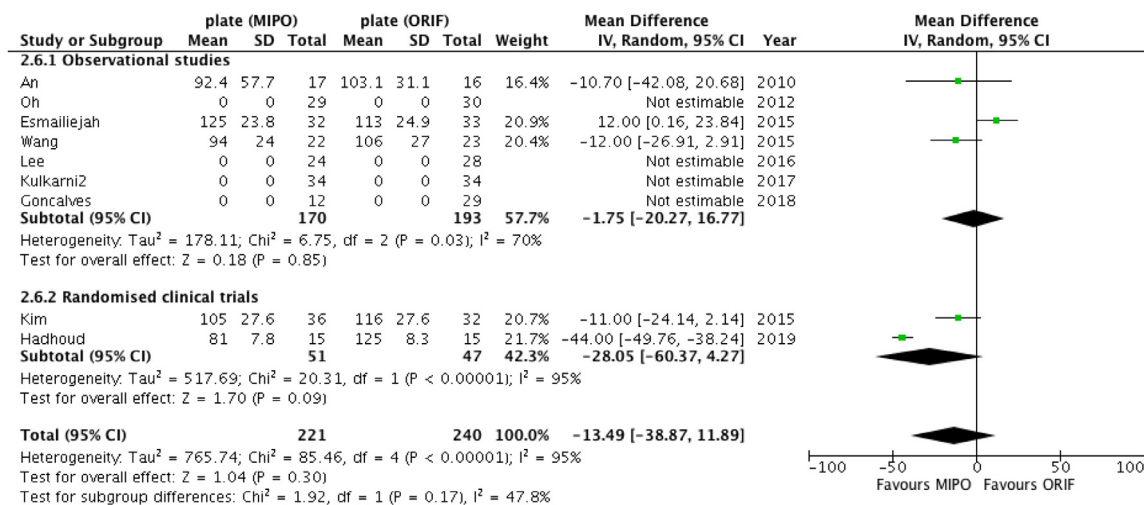 plate (MIPO) plate (ORIF) Mean Difference Mean Difference
Study or Subgroup Mean SD Total Mean SD Total Weight IV, Random, 95% CI Year IV, Random, 95% CI
2.6.1 Observational studies
An 92.4 57.7 17 103.1 31.1 16 16.4% −10.70 [−42.08, 20.68] 2010
Oh 0 0 29 0 0 30 Not estimable 2012
Esmailiejah 125 23.8 32 113 24.9 33 20.9% 12.00 [0.16, 23.84] 2015
Wang 94 24 22 106 27 23 20.4% −12.00 [−26.91, 2.91] 2015
Lee 0 0 24 0 0 28 Not estimable 2016
Kulkarni2 0 0 34 0 0 34 Not estimable 2017
Goncalves 0 0 12 0 0 29 Not estimable 2018
Subtotal (95% CI) 170 193 57.7% −1.75 [−20.27, 16.77]
Heterogeneity: Tau² = 178.11; Chi² = 6.75, df = 2 (P = 0.03); I² = 70%
Test for overall effect: Z = 0.18 (P = 0.85)
2.6.2 Randomised clinical trials
Kim 105 27.6 36 116 27.6 32 20.7% −11.00 [−24.14, 2.14] 2015
Hadhoud 81 7.8 15 125 8.3 15 21.7% −44.00 [−49.76, −38.24] 2019
Subtotal (95% CI) 51 47 42.3% −28.05 [−60.37, 4.27]
Heterogeneity: Tau² = 517.69; Chi² = 20.31, df = 1 (P < 0.00001); I² = 95%
Test for overall effect: Z = 1.70 (P = 0.09)
Total (95% CI) 221 240 100.0% −13.49 [−38.87, 11.89]
Heterogeneity: Tau² = 765.74; Chi² = 85.46, df = 4 (P < 0.00001); I² = 95%
Test for overall effect: Z = 1.04 (P = 0.30)
Test for subgroup differences: Chi² = 1.92, df = 1 (P = 0.17), I² = 47.8%
−100 −50 0 50 100
Favours MIPO Favours ORIF